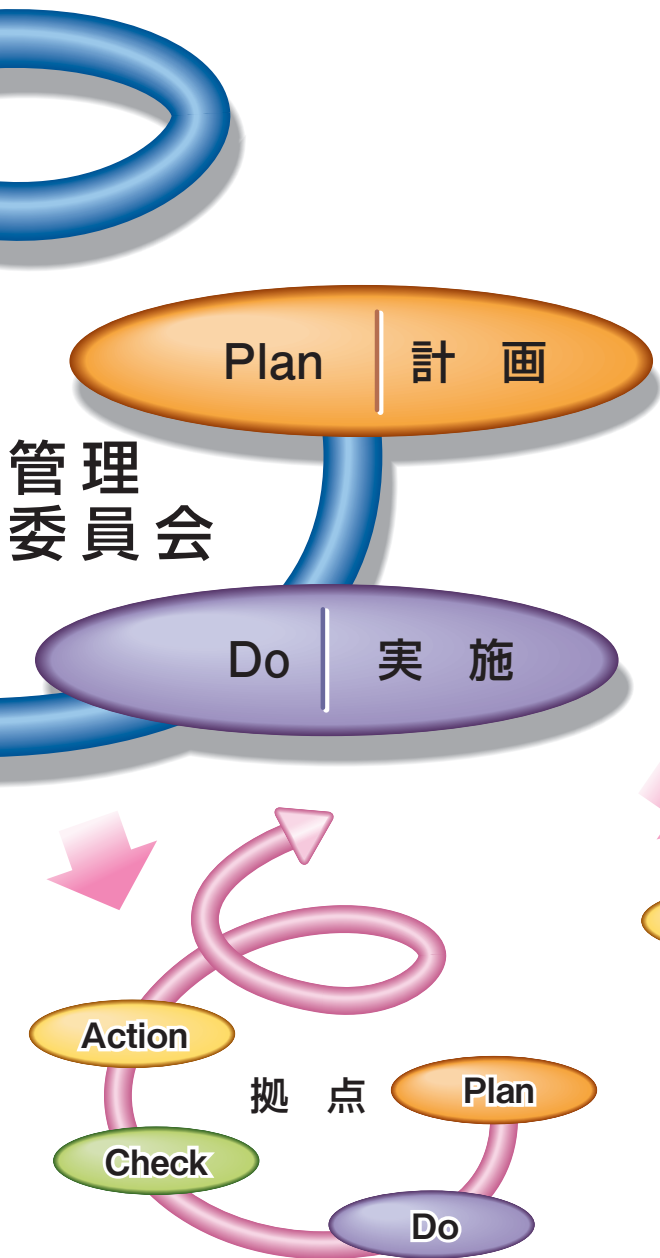 Plan 計 画
管理
委員会
Do 実 施
Action
拠 点
Plan
Check
Do